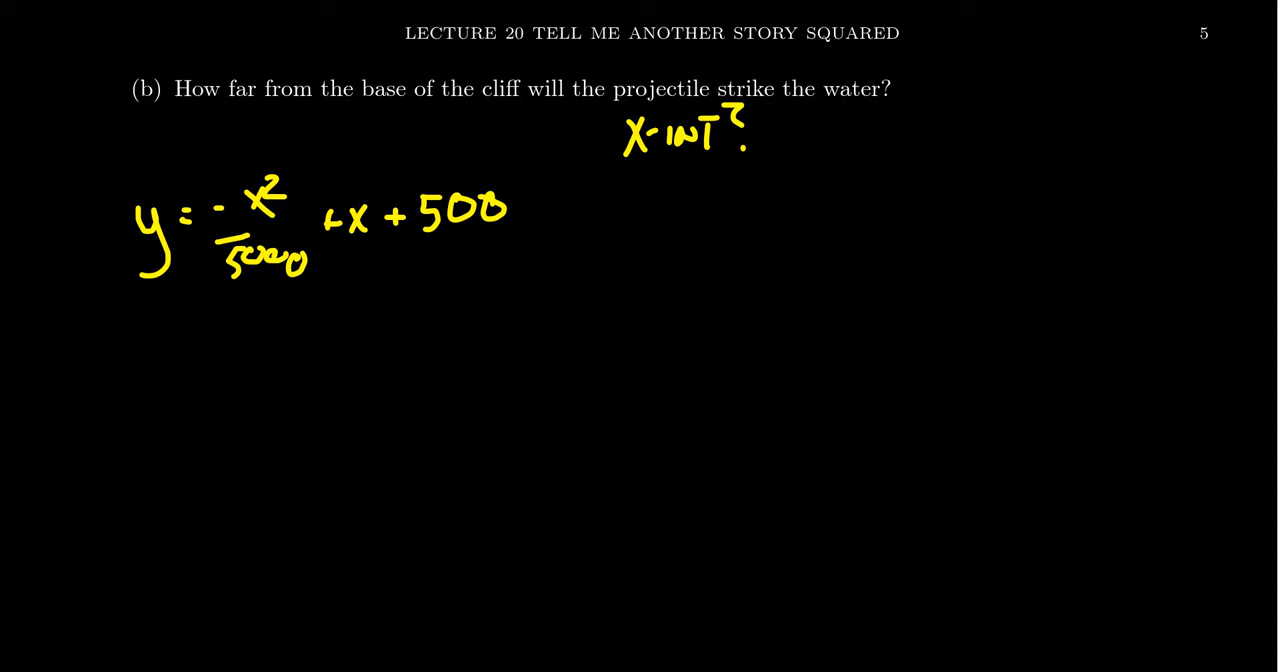 LECTURE 20 TELL ME ANOTHER STORY SQUARED 5
(b) How far from the base of the cliff will the projectile strike the water?
X-INT?
y = -x²/5000 + x + 500